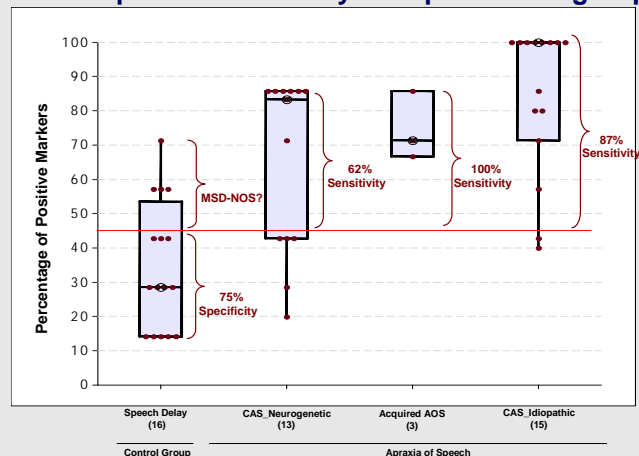 100
90
80
70
60
50
40
30
20
10
0
Percentage of Positive Markers
MSD-NOS?
75%
Specificity
62%
Sensitivity
100%
Sensitivity
87%
Sensitivity
Speech Delay
(16)
CAS_Neurogenetic
(13)
Acquired AOS
(3)
CAS_Idiopathic
(15)
Control Group
Apraxia of Speech